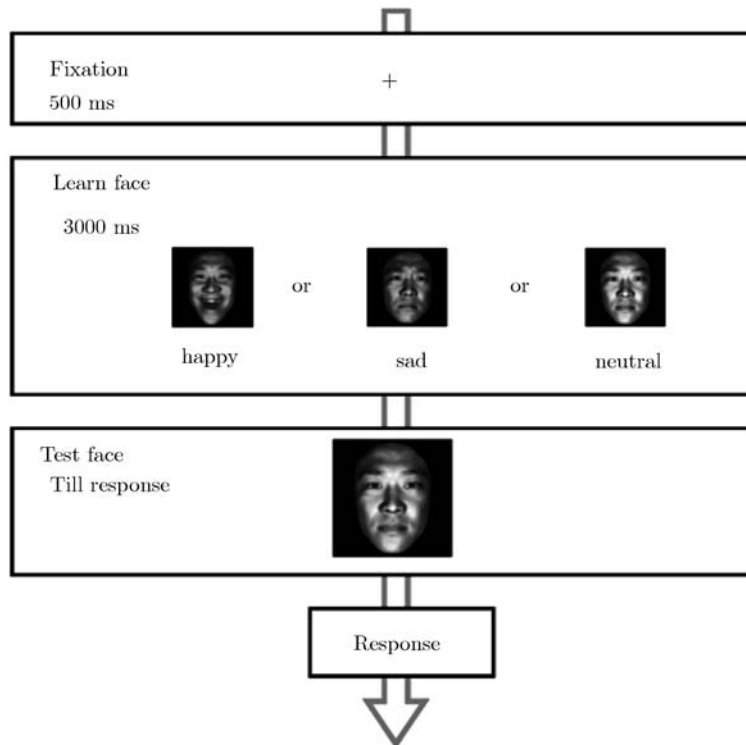 Fixation
+
500 ms
Learn face
3000 ms
or
or
happy
sad
neutral
Test face
Till response
Response